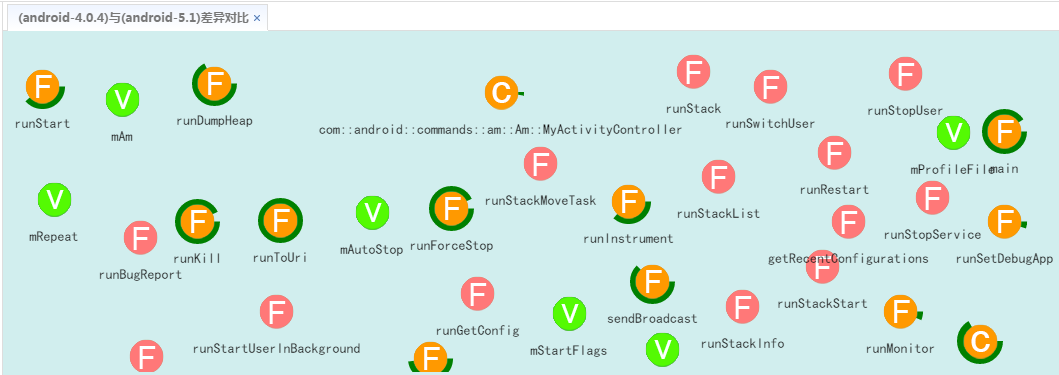 (android-4.0.4)与(android-5.1)差异对比 ×
F
runStart
V
mAm
F
runDumpHeap
C
com::android::commands::am::Am::MyActivityController
F
runStack
F
runSwitchUser
F
runStopUser
V
mProfileFile
F
main
F
runStackMoveTask
F
runStackList
F
runRestart
V
mRepeat
F
runBugReport
F
runKill
F
runToUri
V
mAutoStop
F
runForceStop
F
runInstrument
F
runStopService
F
getRecentConfigurations
F
runSetDebugApp
F
runStackStart
F
sendBroadcast
F
runGetConfig
F
runStartUserInBackground
V
mStartFlags
F
runStackInfo
F
runMonitor
F
F
V
C